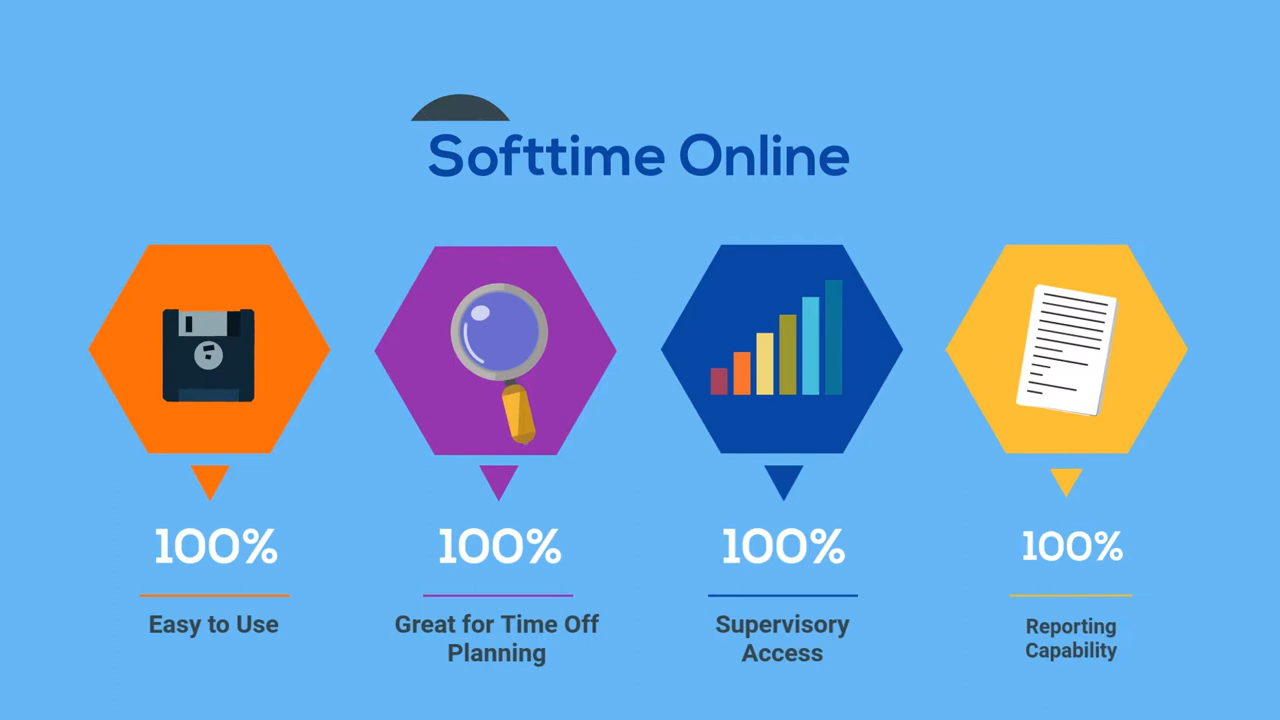 Softtime Online
100%
100%
100%
100%
Easy to Use
Great for Time Off
Planning
Supervisory
Access
Reporting
Capability